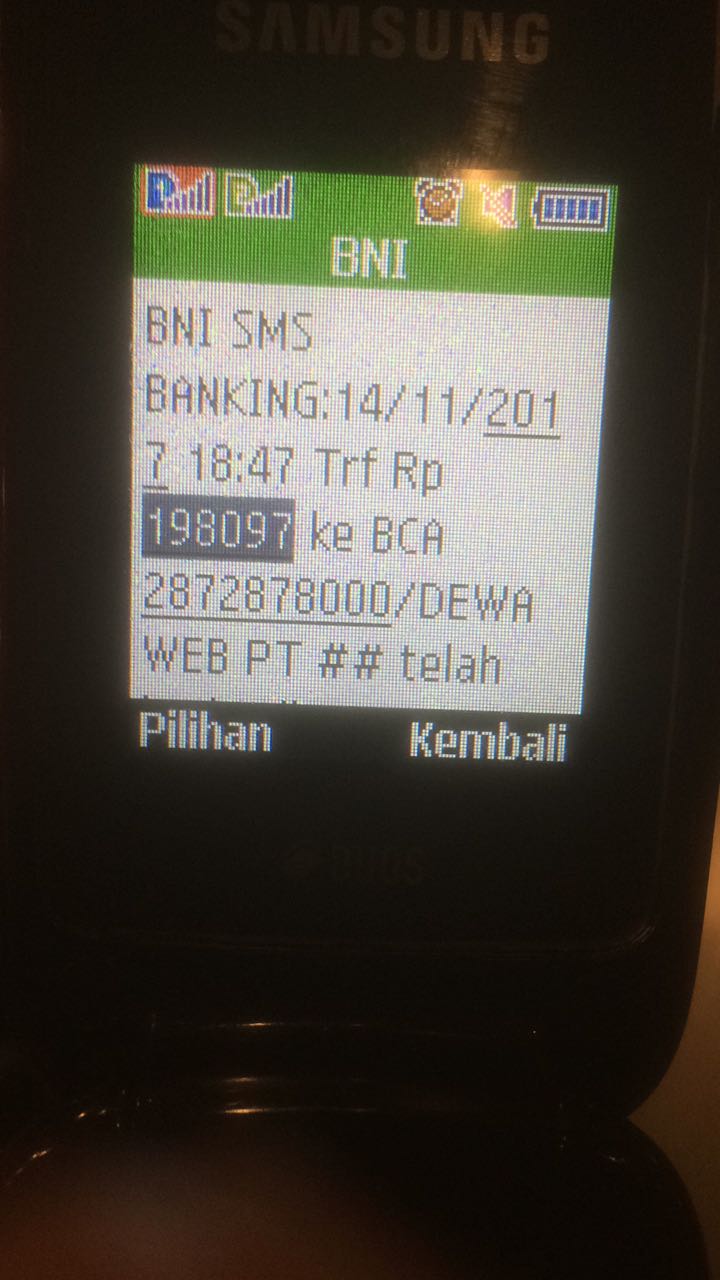 SAMSUNG
BNI
BNI SMS
BANKING:14/11/201
7 18:47 Trf Rp
198097 ke BCA
2872878000/DEWA
WEB PT ## telah
Pilihan
Kembali
DUOS